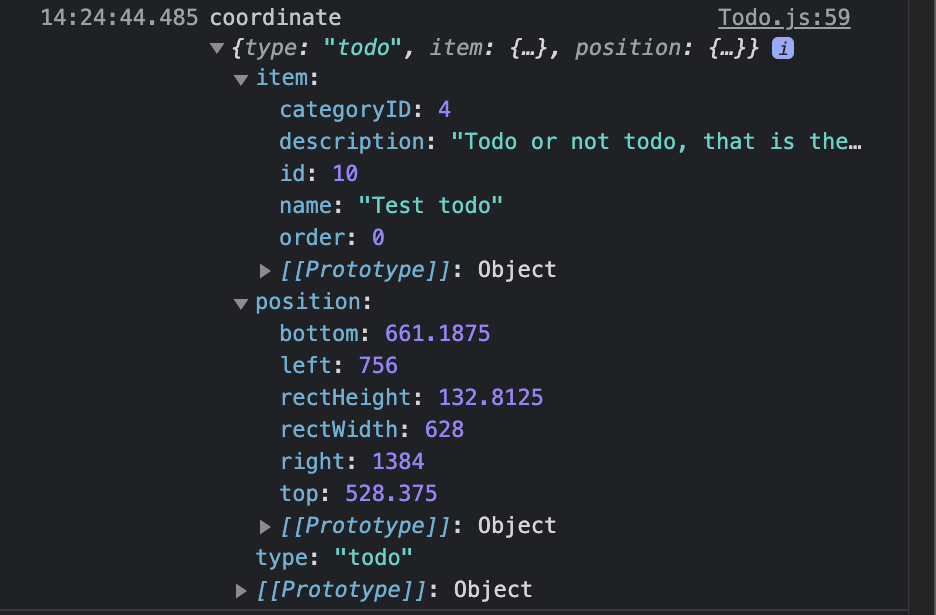 14:24:44.485 coordinate Todo.js:59
▼ {type: "todo", item: {…}, position: {…}} i
▼ item:
categoryID: 4
description: "Todo or not todo, that is the…
id: 10
name: "Test todo"
order: 0
▶ [[Prototype]]: Object
▼ position:
bottom: 661.1875
left: 756
rectHeight: 132.8125
rectWidth: 628
right: 1384
top: 528.375
▶ [[Prototype]]: Object
type: "todo"
▶ [[Prototype]]: Object